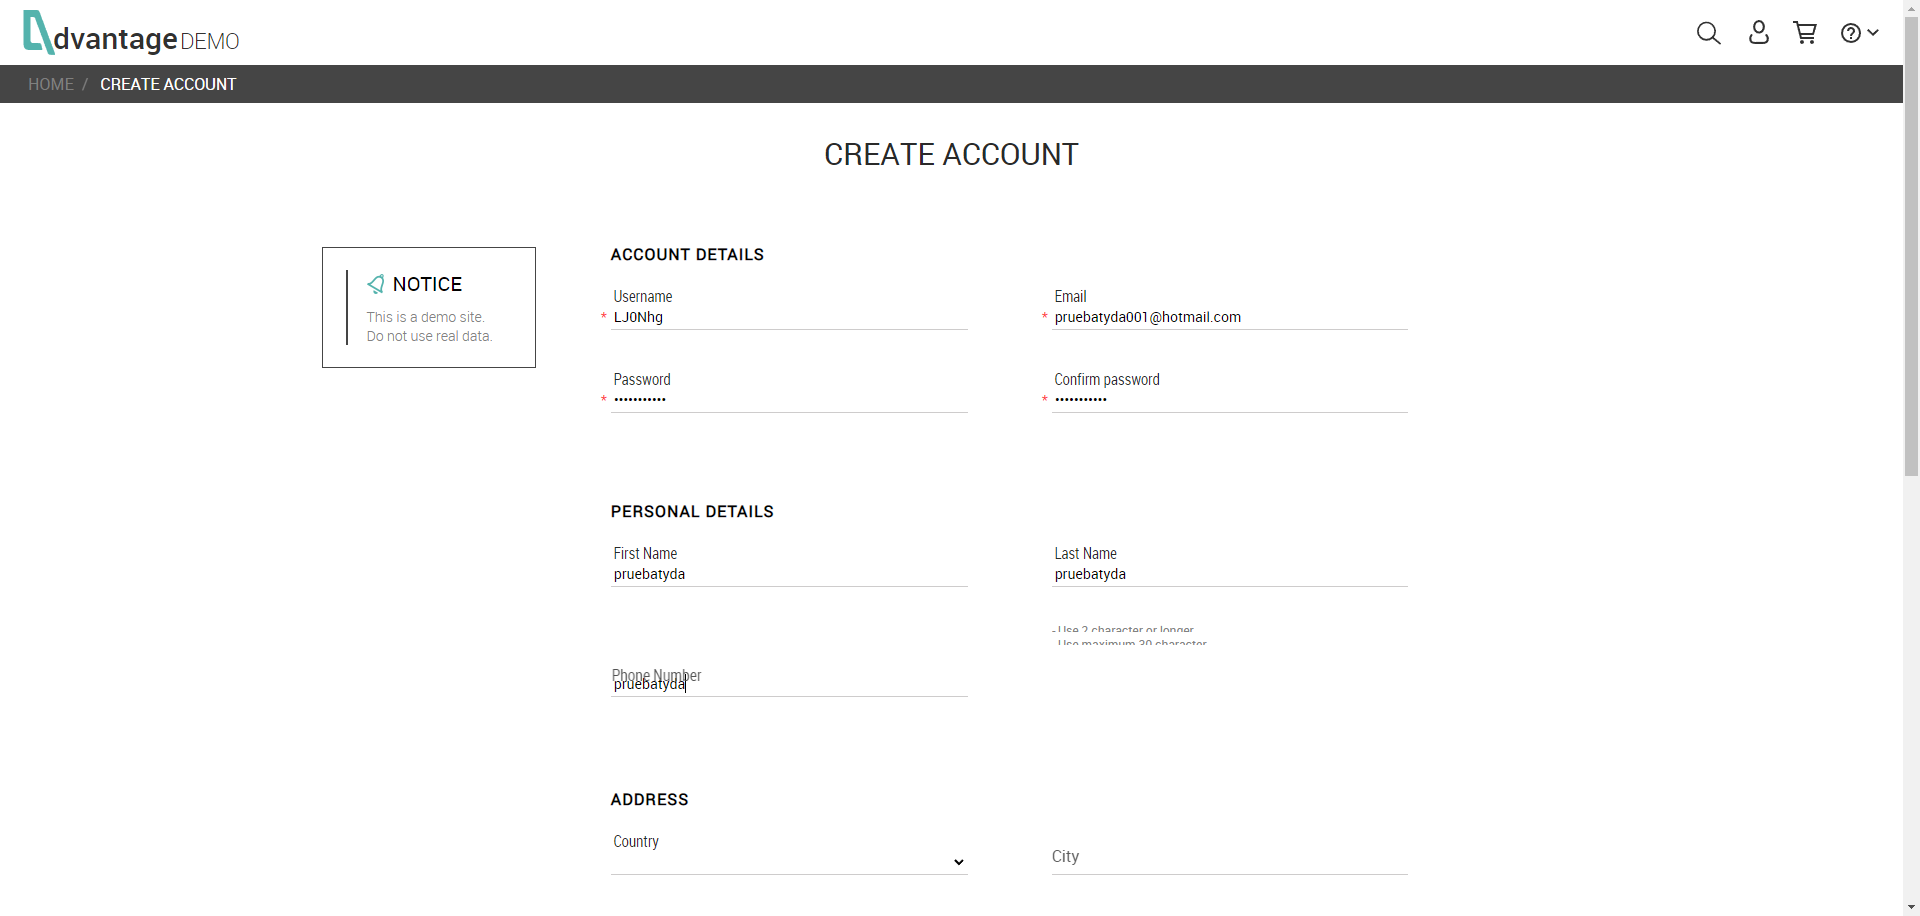 dvantage DEMO
HOME / CREATE ACCOUNT
CREATE ACCOUNT
NOTICE
This is a demo site.
Do not use real data.
ACCOUNT DETAILS
Username
* LJ0Nhg
Email
* pruebatyda001@hotmail.com
Password
* •••••••••••
Confirm password
* •••••••••••
PERSONAL DETAILS
First Name
pruebatyda
Last Name
pruebatyda
- Use 2 character or longer
Use maximum 30 character
Phone Number
pruebatyda
ADDRESS
Country
City